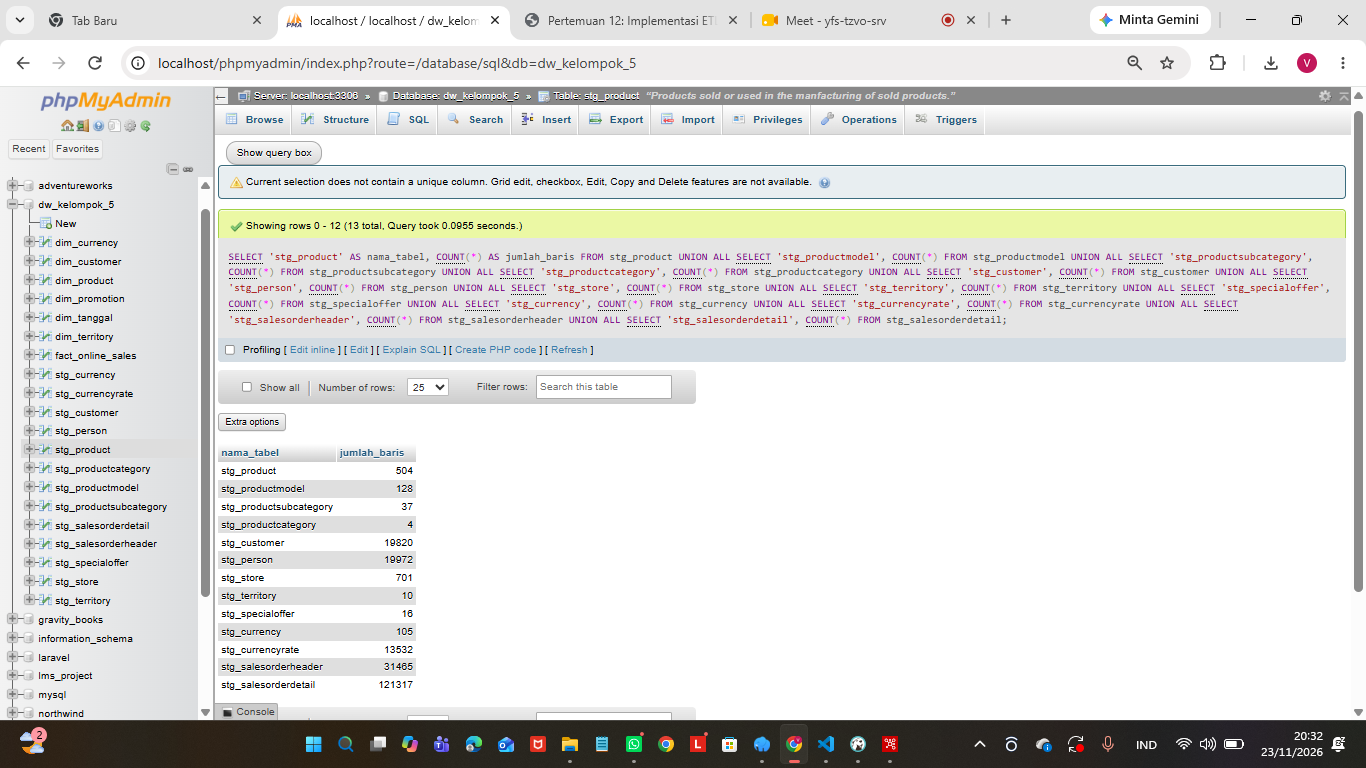 Tab Baru
localhost / localhost / dw_kelom
Pertemuan 12: Implementasi ET
Meet - yfs-tzvo-srv
Minta Gemini
localhost/phpmyadmin/index.php?route=/database/sql&db=dw_kelompok_5
V
phpMyAdmin
Recent
Favorites
adventureworks
dw_kelompok_5
New
dim_currency
dim_customer
dim_product
dim_promotion
dim_tanggal
dim_territory
fact_online_sales
stg_currency
stg_currencyrate
stg_customer
stg_person
stg_product
stg_productcategory
stg_productmodel
stg_productsubcategory
stg_salesorderdetail
stg_salesorderheader
stg_specialoffer
stg_store
stg_territory
gravity_books
information_schema
laravel
lms_project
mysql
northwind
Server: localhost:3306 » Database: dw_kelompok_5 » Table: stg_product "Products sold or used in the manfacturing of sold products."
Browse Structure SQL Search Insert Export Import Privileges Operations Triggers
Show query box
Current selection does not contain a unique column. Grid edit, checkbox, Edit, Copy and Delete features are not available.
Showing rows 0 - 12 (13 total, Query took 0.0955 seconds.)
SELECT 'stg_product' AS nama_tabel, COUNT(*) AS jumlah_baris FROM stg_product UNION ALL SELECT 'stg_productmodel', COUNT(*) FROM stg_productmodel UNION ALL SELECT 'stg_productsubcategory',
COUNT(*) FROM stg_productsubcategory UNION ALL SELECT 'stg_productcategory', COUNT(*) FROM stg_productcategory UNION ALL SELECT 'stg_customer', COUNT(*) FROM stg_customer UNION ALL SELECT
'stg_person', COUNT(*) FROM stg_person UNION ALL SELECT 'stg_store', COUNT(*) FROM stg_store UNION ALL SELECT 'stg_territory', COUNT(*) FROM stg_territory UNION ALL SELECT 'stg_specialoffer',
COUNT(*) FROM stg_specialoffer UNION ALL SELECT 'stg_currency', COUNT(*) FROM stg_currency UNION ALL SELECT 'stg_currencyrate', COUNT(*) FROM stg_currencyrate UNION ALL SELECT
'stg_salesorderheader', COUNT(*) FROM stg_salesorderheader UNION ALL SELECT 'stg_salesorderdetail', COUNT(*) FROM stg_salesorderdetail;
Profiling [ Edit inline ] [ Edit ] [ Explain SQL ] [ Create PHP code ] [ Refresh ]
Show all Number of rows: 25 Filter rows: Search this table
Extra options
nama_tabel jumlah_baris
stg_product 504
stg_productmodel 128
stg_productsubcategory 37
stg_productcategory 4
stg_customer 19820
stg_person 19972
stg_store 701
stg_territory 10
stg_specialoffer 16
stg_currency 105
stg_currencyrate 13532
stg_salesorderheader 31465
stg_salesorderdetail 121317
Console
2
IND
20:32
23/11/2026